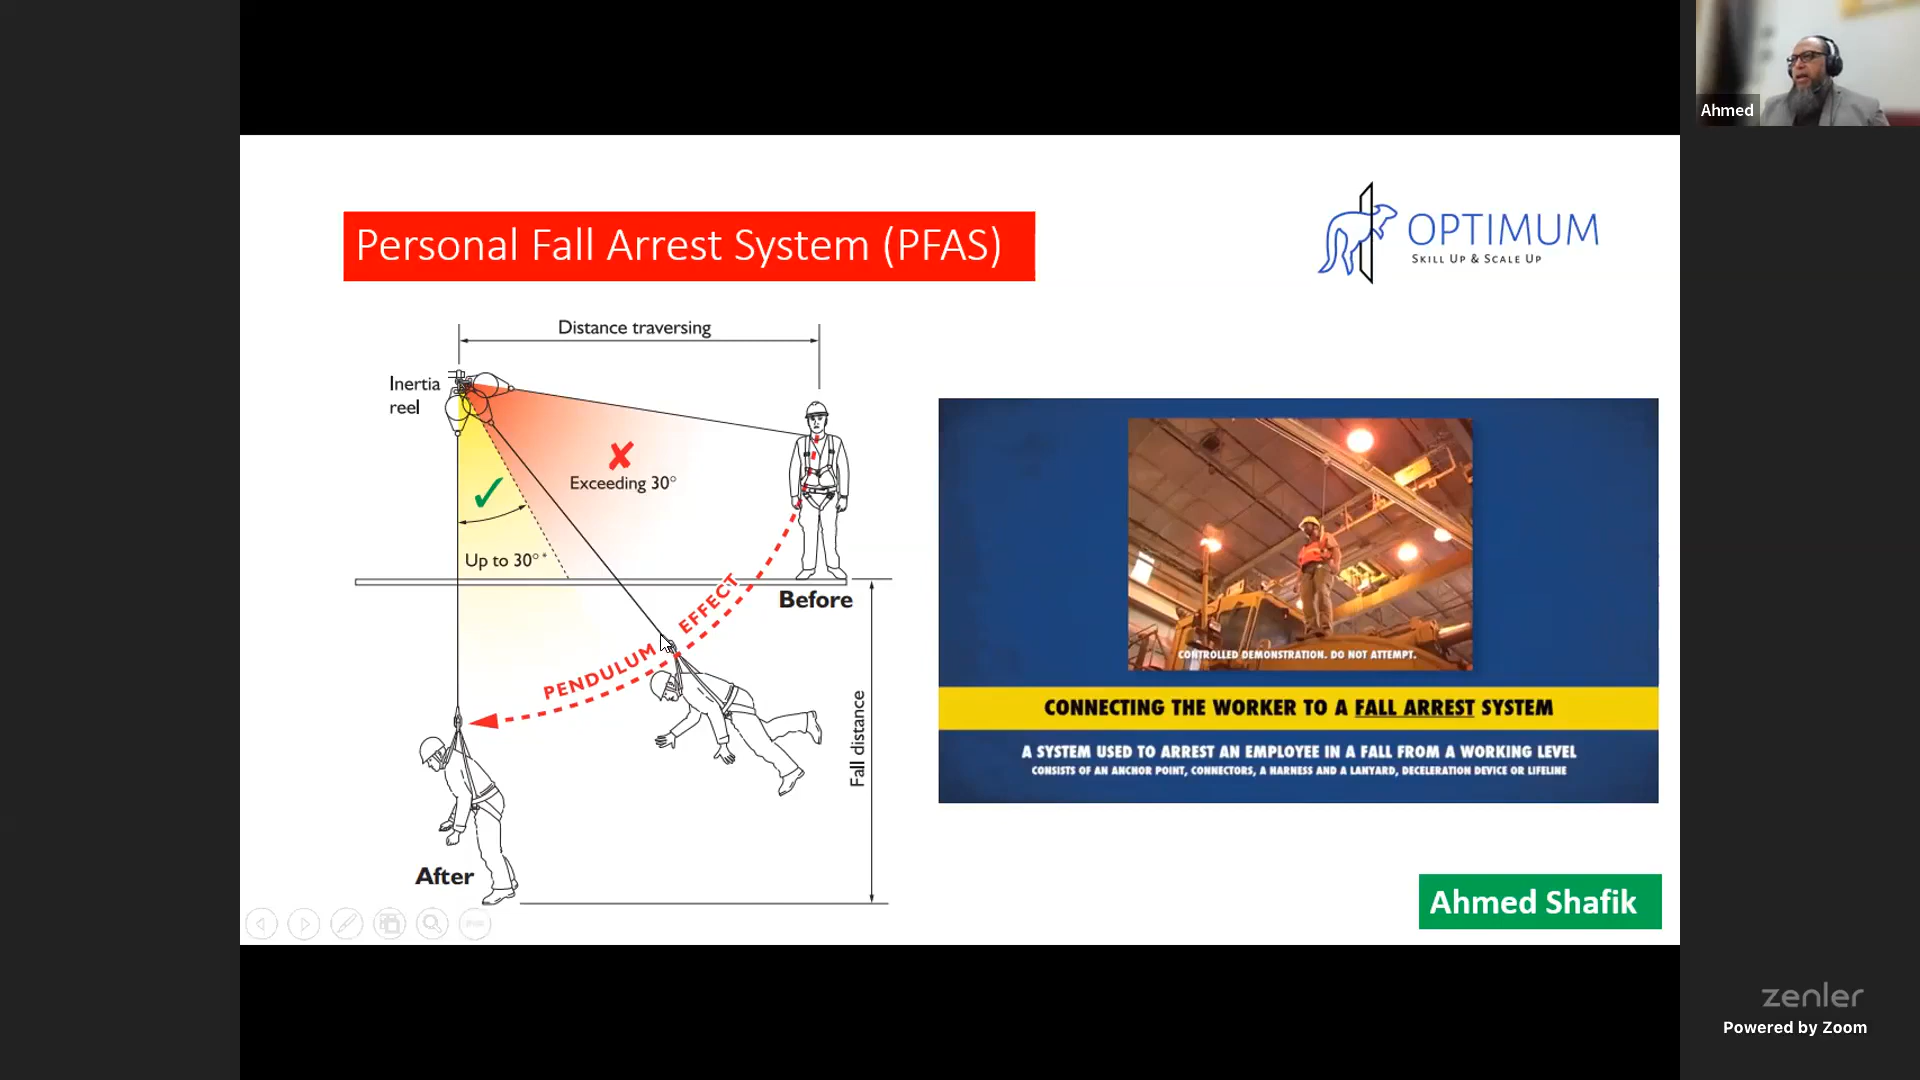 Ahmed
Personal Fall Arrest System (PFAS)
OPTIMUM
SKILL UP & SCALE UP
Distance traversing
Inertia
reel
Exceeding 30°
Up to 30°*
Before
PENDULUM EFFECT
Fall distance
After
CONTROLLED DEMONSTRATION. DO NOT ATTEMPT.
CONNECTING THE WORKER TO A FALL ARREST SYSTEM
A SYSTEM USED TO ARREST AN EMPLOYEE IN A FALL FROM A WORKING LEVEL
CONSISTS OF AN ANCHOR POINT, CONNECTORS, A HARNESS AND A LANYARD, DECELERATION DEVICE OR LIFELINE
Ahmed Shafik
zenler
Powered by Zoom